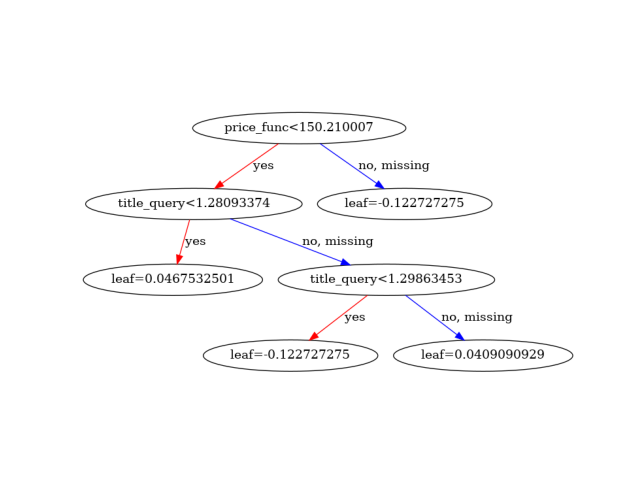 price_func<150.210007
yes
no, missing
title_query<1.28093374
leaf=-0.122727275
yes
no, missing
leaf=0.0467532501
title_query<1.29863453
yes
no, missing
leaf=-0.122727275
leaf=0.0409090929